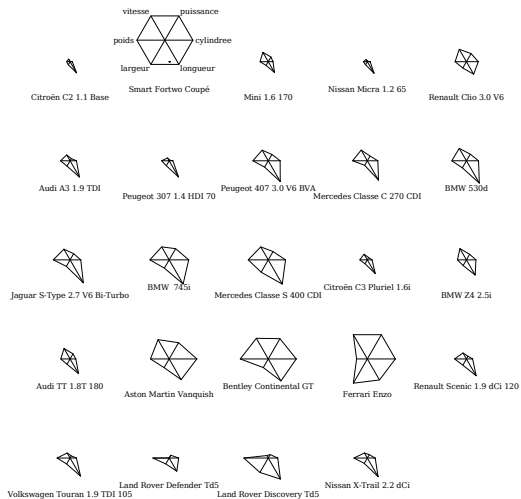 vitesse puissance
poids cylindree
largeur longueur
Citroën C2 1.1 Base Smart Fortwo Coupé Mini 1.6 170 Nissan Micra 1.2 65 Renault Clio 3.0 V6
Audi A3 1.9 TDI Peugeot 307 1.4 HDI 70 Peugeot 407 3.0 V6 BVA Mercedes Classe C 270 CDI BMW 530d
Jaguar S-Type 2.7 V6 Bi-Turbo BMW 745i Mercedes Classe S 400 CDI Citroën C3 Pluriel 1.6i BMW Z4 2.5i
Audi TT 1.8T 180 Aston Martin Vanquish Bentley Continental GT Ferrari Enzo Renault Scenic 1.9 dCi 120
Volkswagen Touran 1.9 TDI 105 Land Rover Defender Td5 Land Rover Discovery Td5 Nissan X-Trail 2.2 dCi